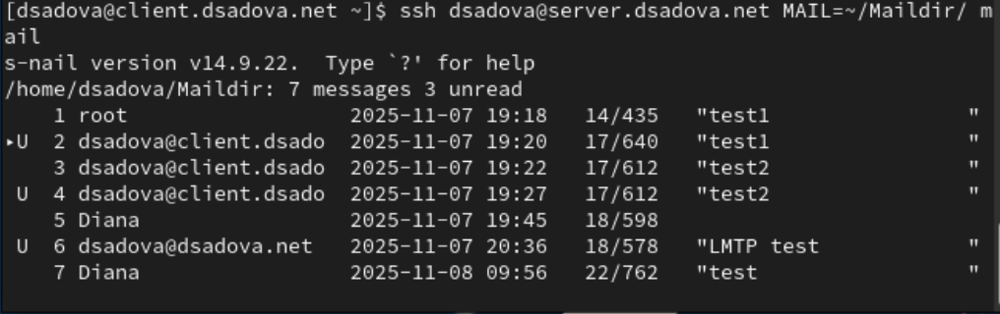 [dsadova@client.dsadova.net ~]$ ssh dsadova@server.dsadova.net MAIL=~/Maildir/ m
ail
s-nail version v14.9.22.  Type `?' for help
/home/dsadova/Maildir: 7 messages 3 unread
    1 root                  2025-11-07 19:18   14/435   "test1                "
▸U  2 dsadova@client.dsado  2025-11-07 19:20   17/640   "test1                "
    3 dsadova@client.dsado  2025-11-07 19:22   17/612   "test2                "
 U  4 dsadova@client.dsado  2025-11-07 19:27   17/612   "test2                "
    5 Diana                 2025-11-07 19:45   18/598
 U  6 dsadova@dsadova.net   2025-11-07 20:36   18/578   "LMTP test            "
    7 Diana                 2025-11-08 09:56   22/762   "test                 "